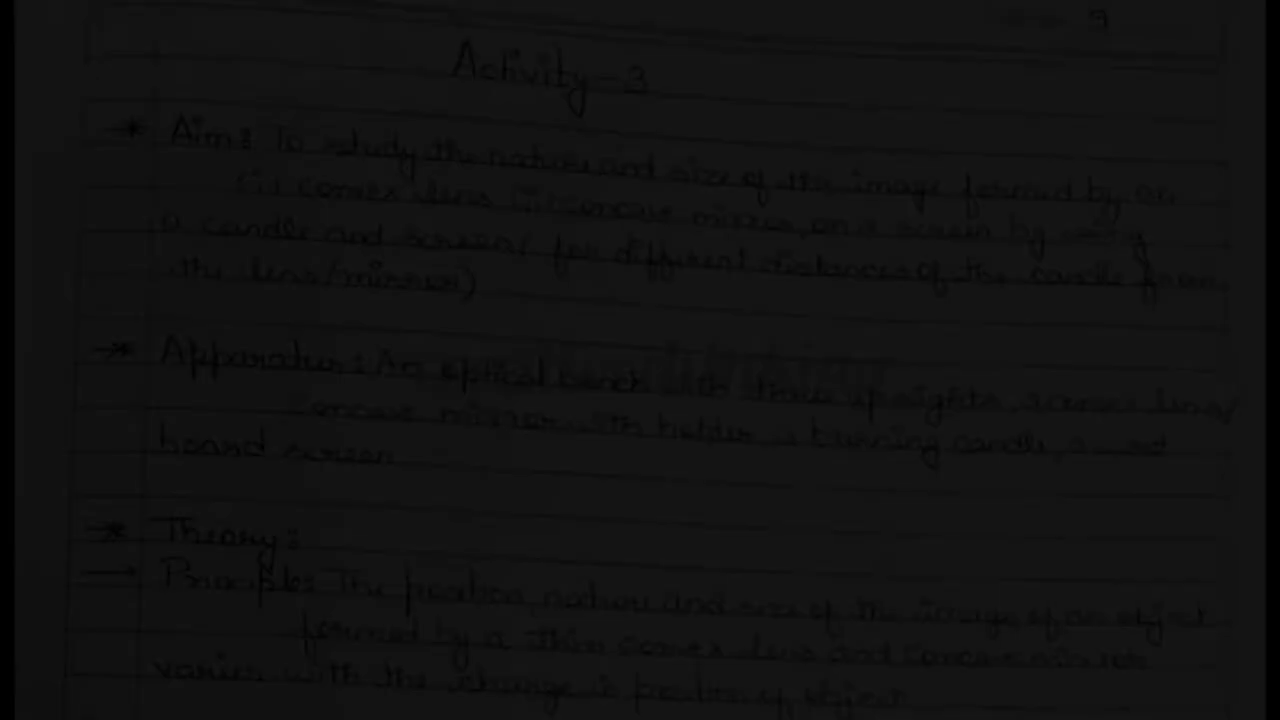 9
Activity-3
Aim: To study the nature and size of the image formed by an
(i) convex lens (ii) concave mirror, on a screen by using
a candle and screen (for different distances of the candle from
the lens/mirror)
Apparatus: An optical bench with three uprights, convex lens/
concave mirror with holder, a burning candle, a card
board screen
Theory:
Principle: The position, nature and size of the image of an object
formed by a thin convex lens and concave mirror
varies with the change in position of object